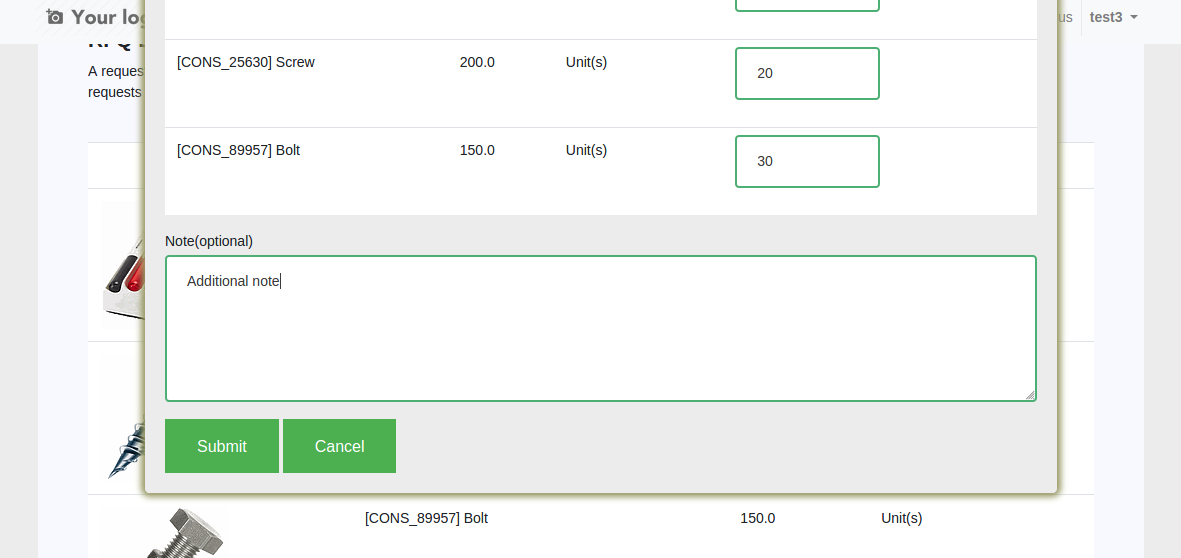 Your
us
test3
A reques
requests
[CONS_25630] Screw 200.0 Unit(s) 20
[CONS_89957] Bolt 150.0 Unit(s) 30
Note(optional)
Additional note
Submit Cancel
[CONS_89957] Bolt 150.0 Unit(s)